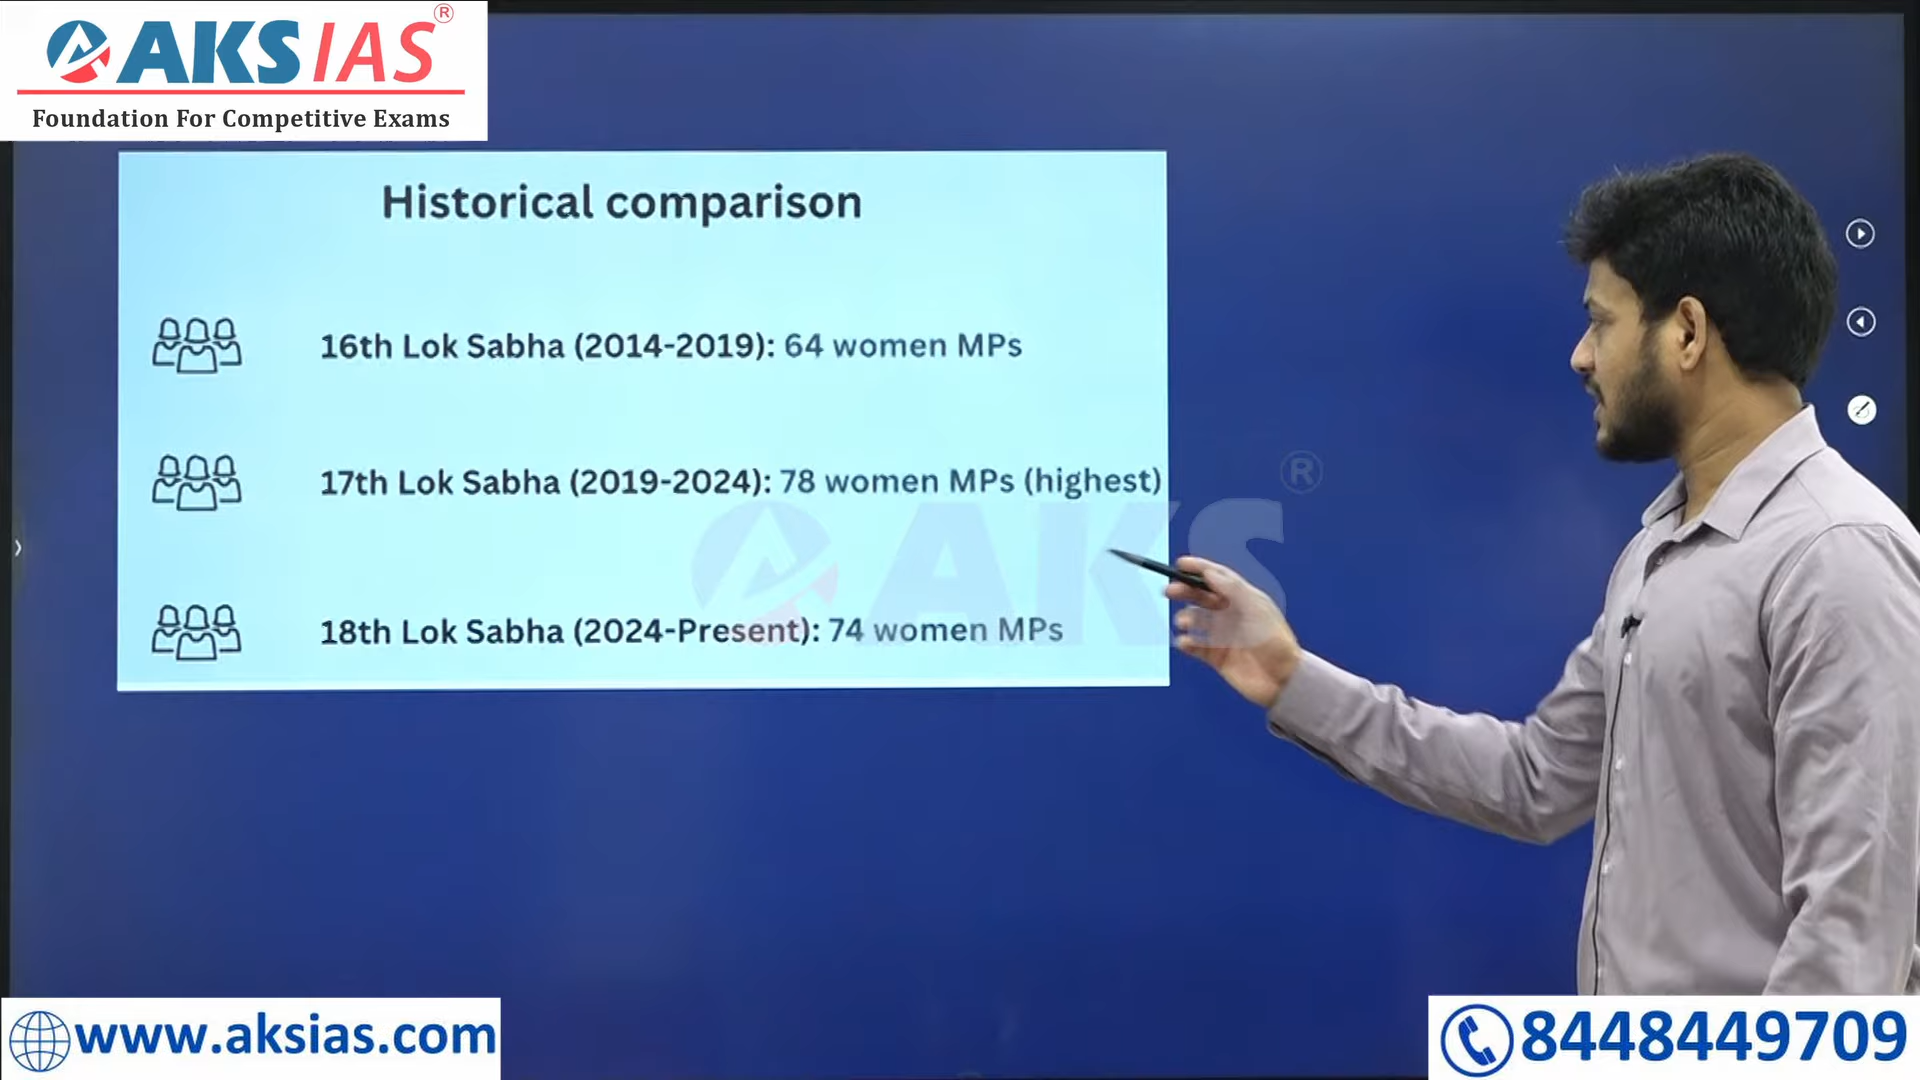 AKS IAS ®
Foundation For Competitive Exams
Historical comparison
16th Lok Sabha (2014-2019): 64 women MPs
17th Lok Sabha (2019-2024): 78 women MPs (highest)
18th Lok Sabha (2024-Present): 74 women MPs
AKS ®
www.aksias.com
8448449709